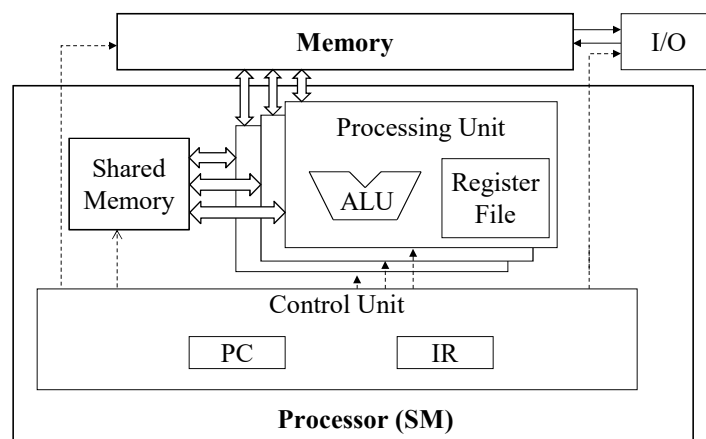 Memory
I/O
Processing Unit
Shared
Memory
ALU
Register
File
Control Unit
PC
IR
Processor (SM)